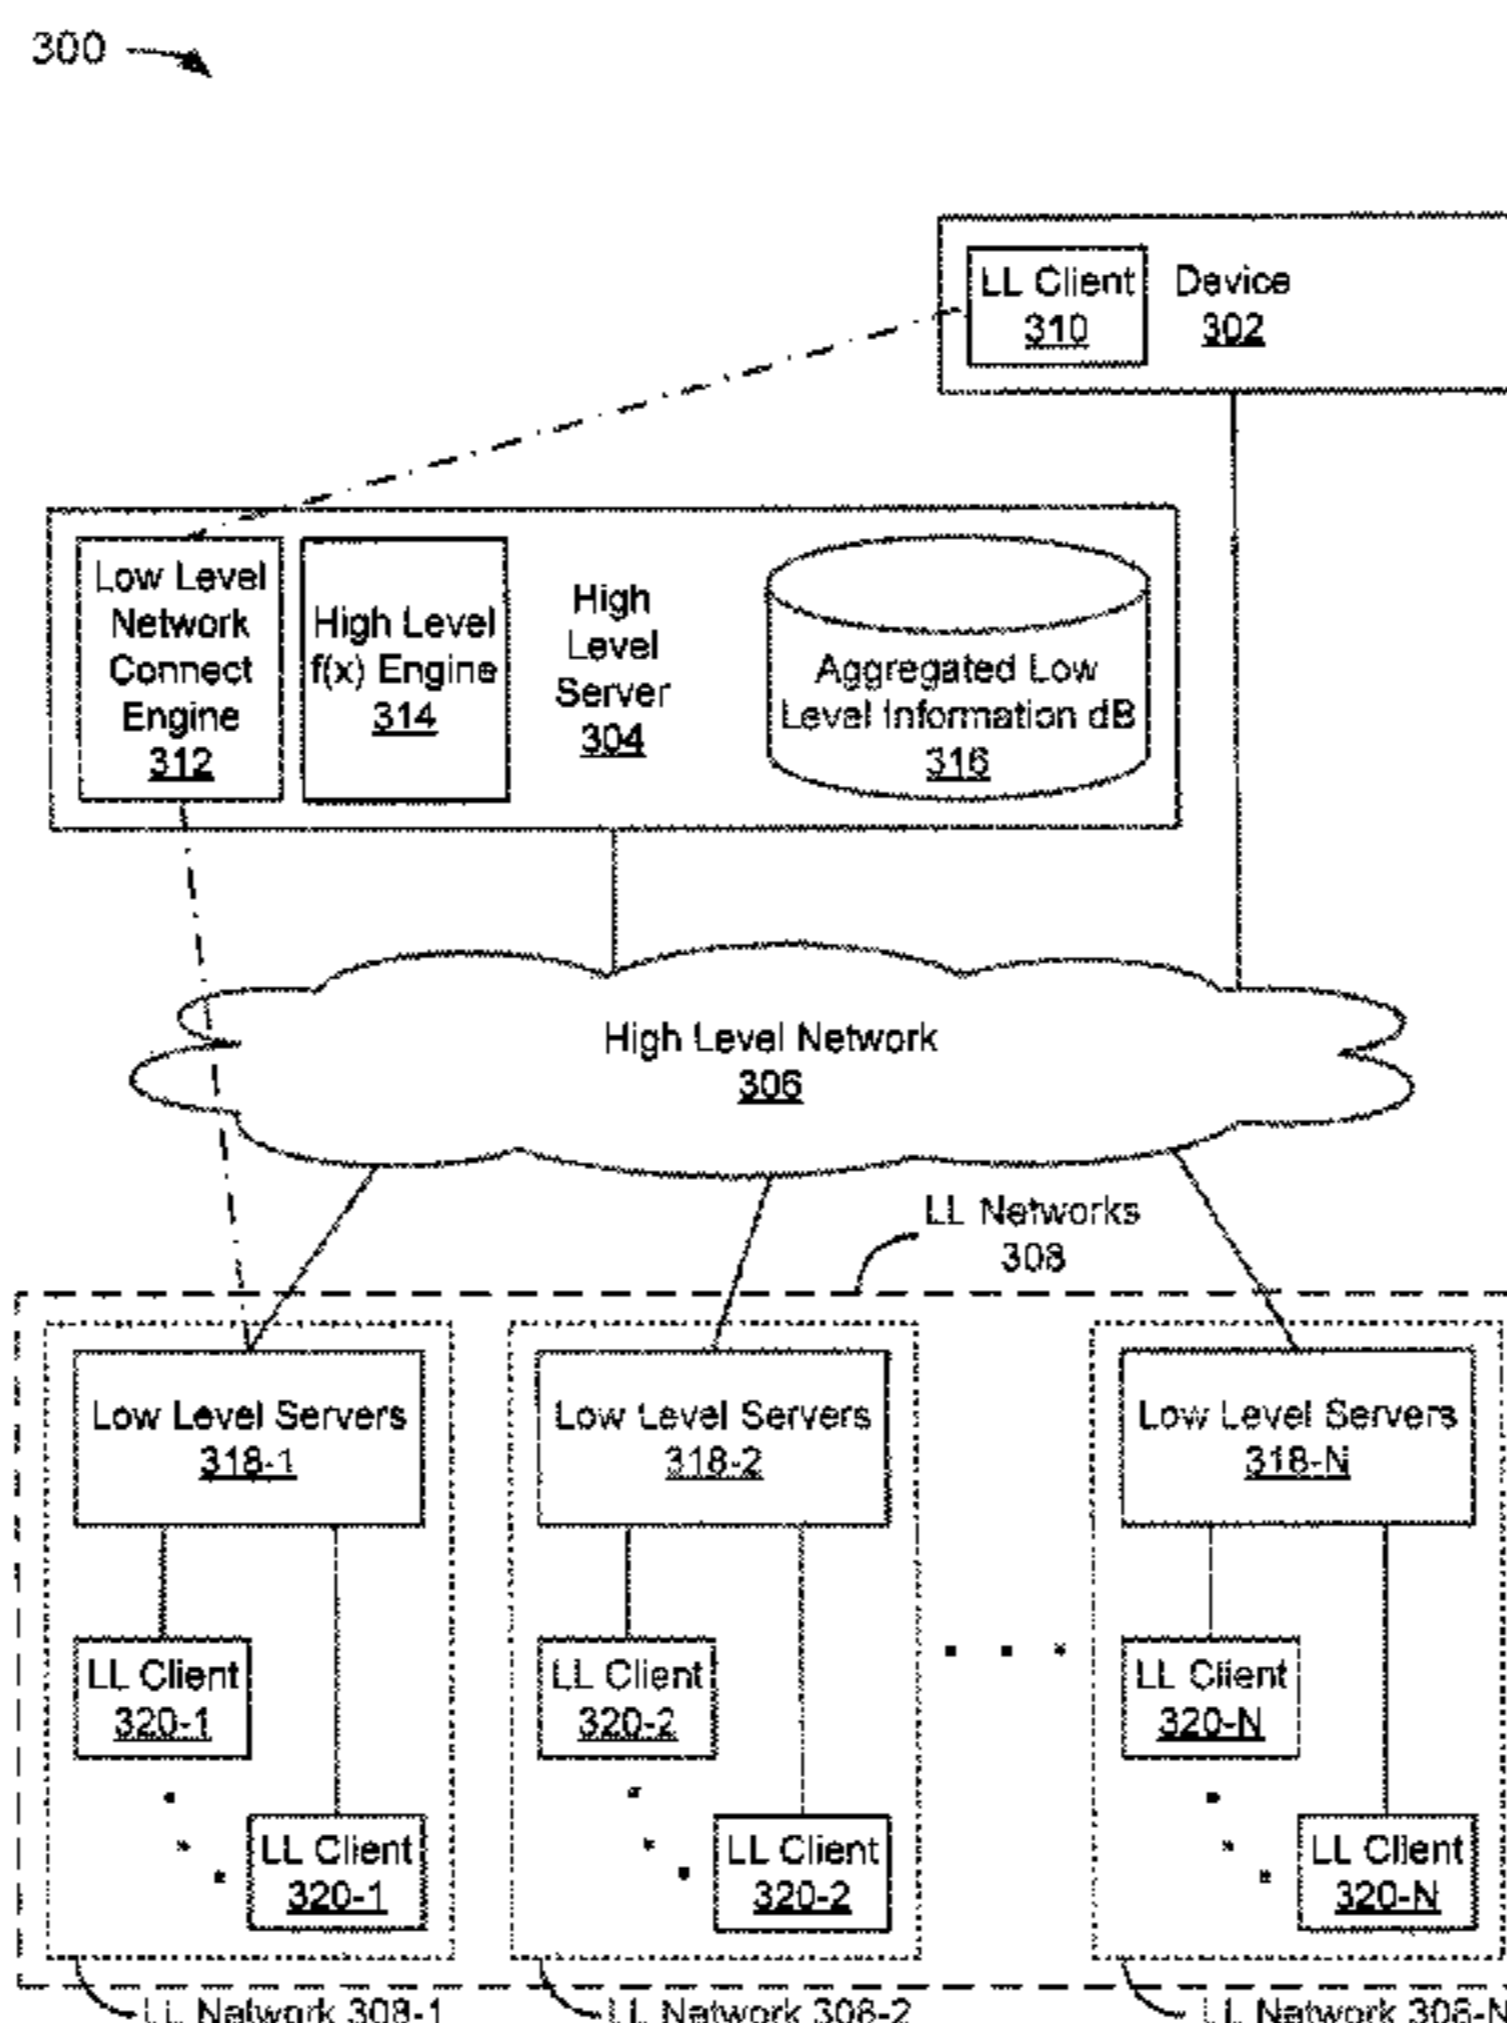 300
LL Client
310
Device
302
Low Level
Network
Connect
Engine
312
High Level
f(x) Engine
314
High
Level
Server
304
Aggregated Low
Level Information dB
316
High Level Network
306
LL Networks
308
Low Level Servers
318-1
Low Level Servers
318-2
Low Level Servers
318-N
LL Client
320-1
LL Client
320-2
LL Client
320-N
LL Client
320-1
LL Client
320-2
LL Client
320-N
LL Network 308-1
LL Network 308-2
LL Network 308-N